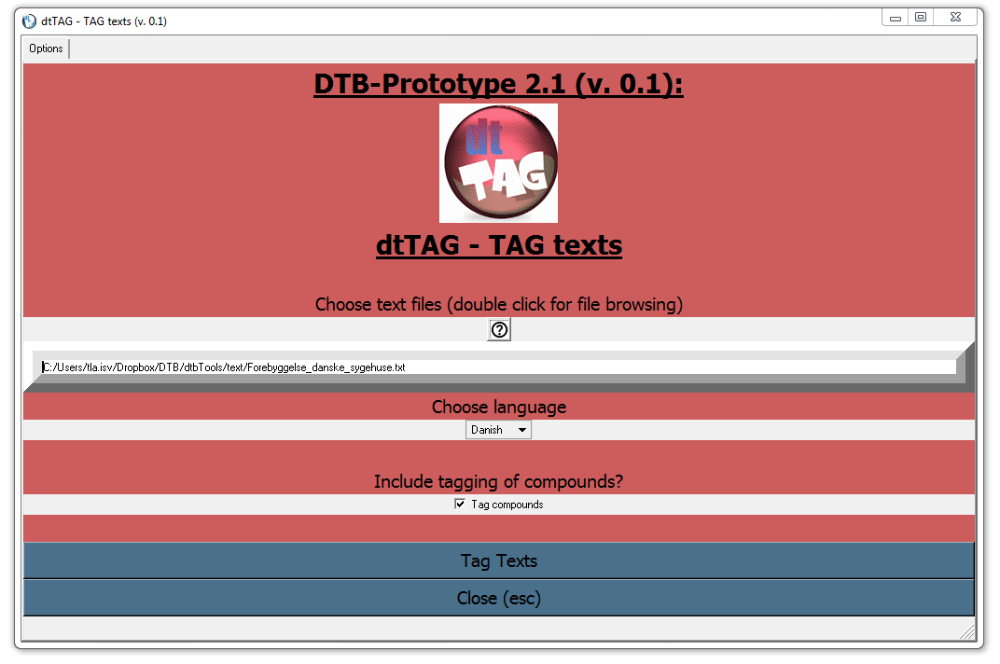 dtTAG - TAG texts (v. 0.1)
Options
DTB-Prototype 2.1 (v. 0.1):
dt
TAG
dtTAG - TAG texts
Choose text files (double click for file browsing)
?
C:/Users/tla.isv/Dropbox/DTB/dtbTools/text/Forebyggelse_danske_sygehuse.txt
Choose language
Danish
Include tagging of compounds?
Tag compounds
Tag Texts
Close (esc)